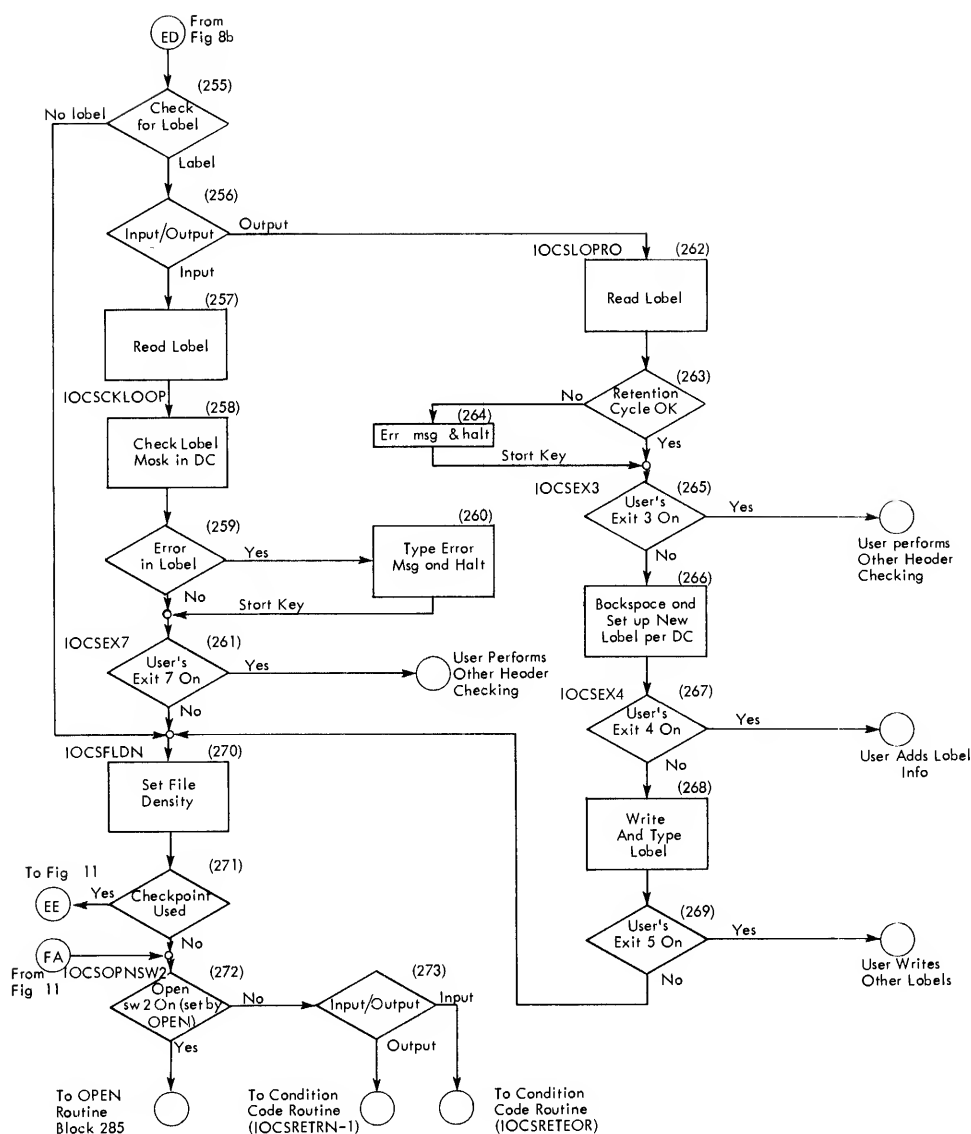 ED
From
Fig 8b
(255)
No label
Check
for Label
Label
(256)
Input/Output
Output
Input
(257)
Read Label
IOCSCKLOOP
(258)
Check Label
Mask in DC
(259)
Error
in Label
Yes
No
(260)
Type Error
Msg and Halt
Start Key
IOCSEX7
(261)
User's
Exit 7 On
Yes
No
User Performs
Other Header
Checking
IOCSLOPRO
(262)
Read Label
(263)
Retention
Cycle OK
No
Yes
(264)
Err msg & halt
Start Key
IOCSEX3
(265)
User's
Exit 3 On
Yes
No
User performs
Other Header
Checking
(266)
Backspace and
Set up New
Label per DC
IOCSEX4
(267)
User's
Exit 4 On
Yes
No
User Adds Label
Info
(268)
Write
And Type
Label
(269)
User's
Exit 5 On
Yes
No
User Writes
Other Labels
IOCSFLDN
(270)
Set File
Density
(271)
Checkpoint
Used
Yes
No
To Fig 11
EE
FA
From
Fig 11
IOCSOPNSW2
(272)
Open
sw 2 On (set by
OPEN)
No
Yes
(273)
Input/Output
Input
Output
To OPEN
Routine
Block 285
To Condition
Code Routine
(IOCSRETRN-1)
To Condition
Code Routine
(IOCSRETEOR)